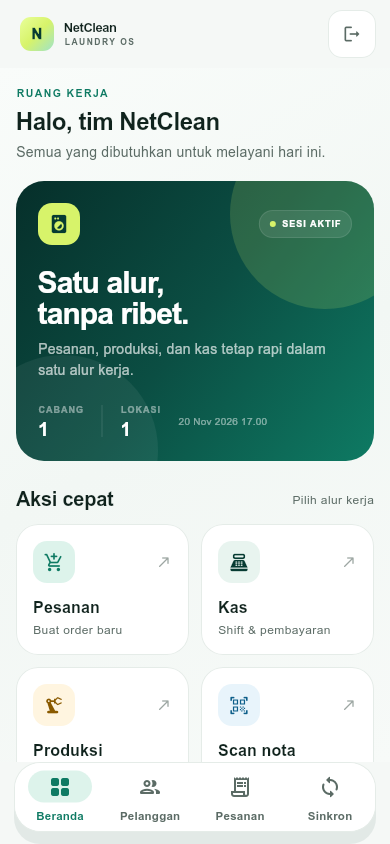 N
NetClean
LAUNDRY OS
RUANG KERJA
Halo, tim NetClean
Semua yang dibutuhkan untuk melayani hari ini.
SESI AKTIF
Satu alur,
tanpa ribet.
Pesanan, produksi, dan kas tetap rapi dalam
satu alur kerja.
CABANG
1
LOKASI
1
20 Nov 2026 17.00
Aksi cepat
Pilih alur kerja
Pesanan
Buat order baru
Kas
Shift & pembayaran
Produksi
Scan nota
Beranda
Pelanggan
Pesanan
Sinkron